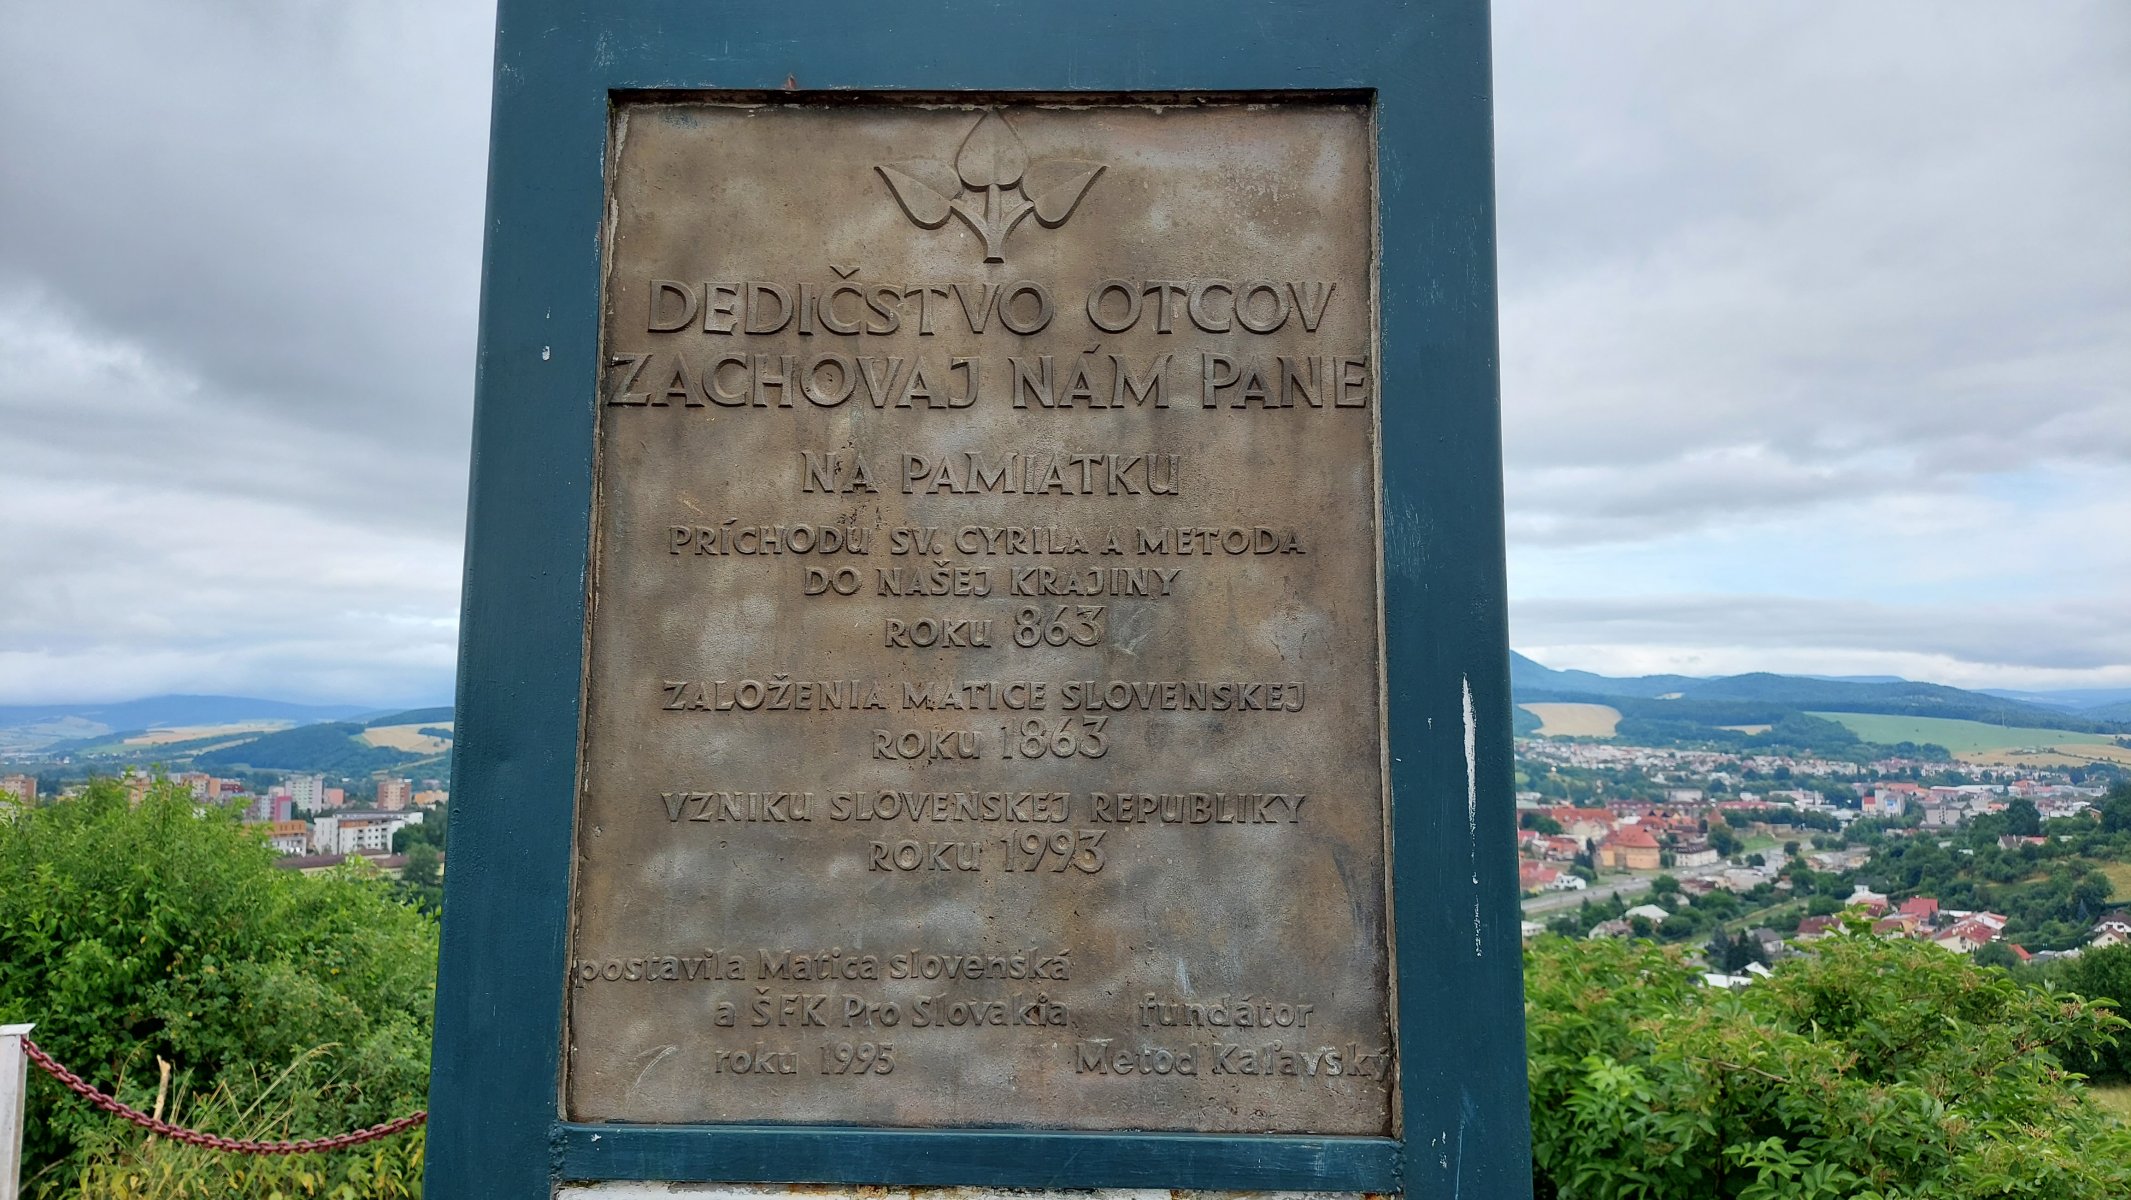 DEDIČSTVO OTCOV
ZACHOVAJ NÁM PANE
NA PAMIATKU
PRÍCHODU SV. CYRILA A METODA
DO NAŠEJ KRAJINY
ROKU 863
ZALOŽENIA MATICE SLOVENSKEJ
ROKU 1863
VZNIKU SLOVENSKEJ REPUBLIKY
ROKU 1993
postavila Matica slovenská
a ŠFK Pro Slovakia
roku 1995
fundátor
Metod Kaľavský